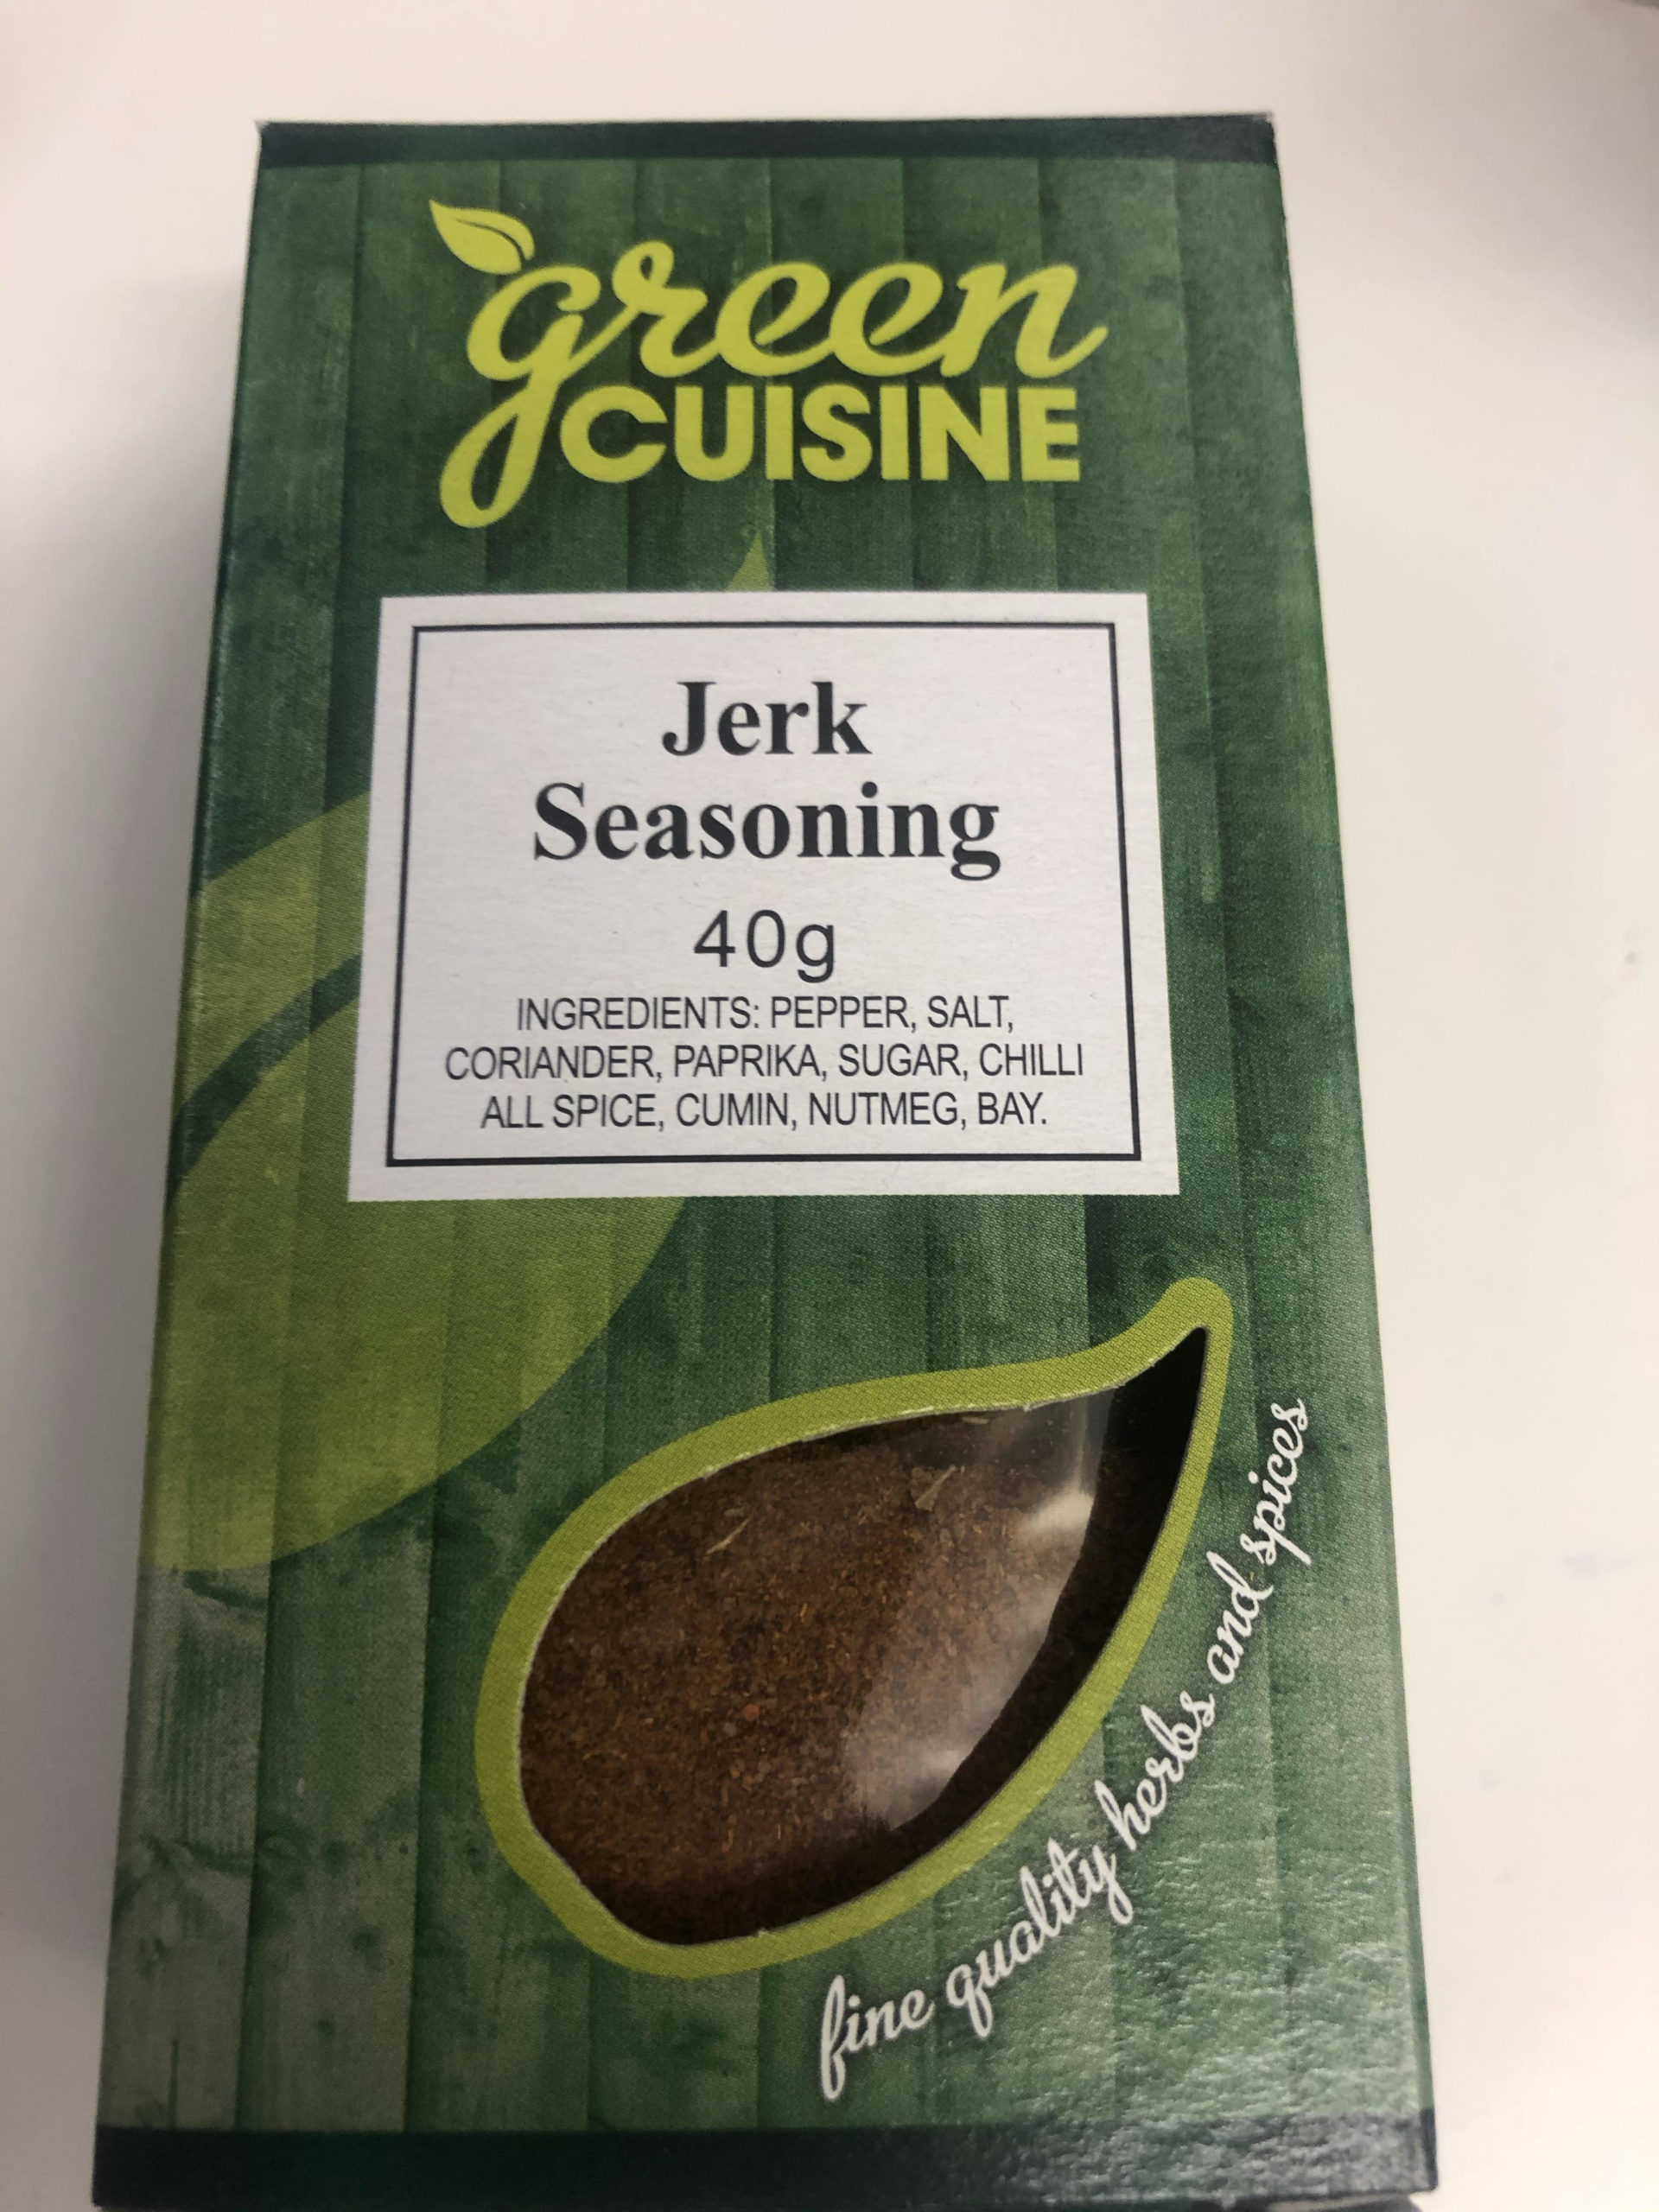 green
CUISINE
Jerk
Seasoning
40g
INGREDIENTS: PEPPER, SALT,
CORIANDER, PAPRIKA, SUGAR, CHILLI
ALL SPICE, CUMIN, NUTMEG, BAY.
fine quality herbs and spices